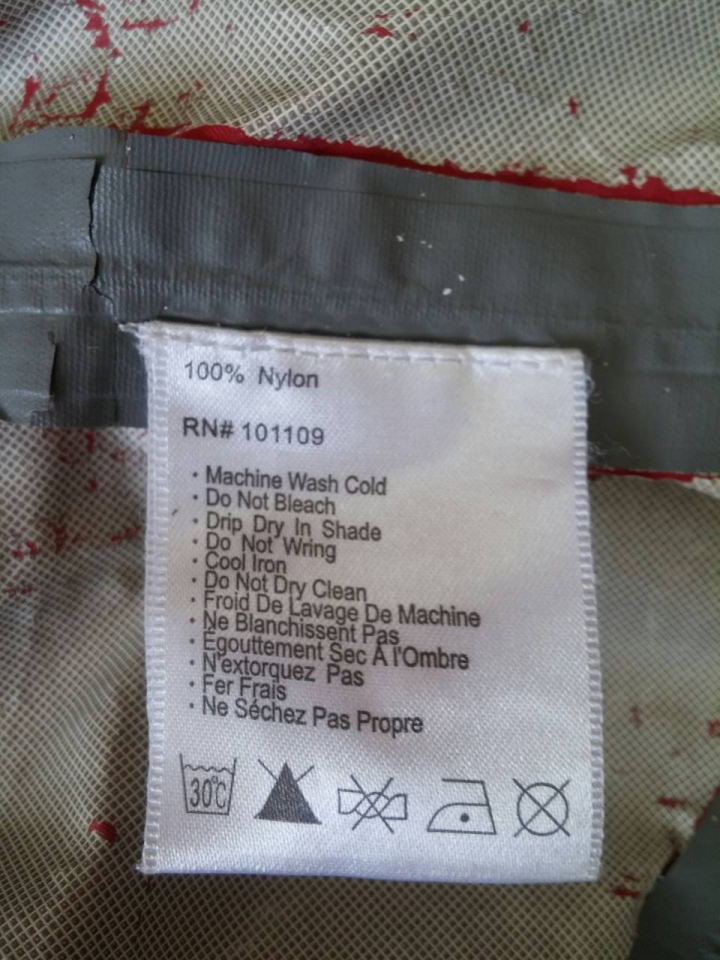 100% Nylon
RN# 101109
· Machine Wash Cold
· Do Not Bleach
· Drip Dry In Shade
· Do Not Wring
· Cool Iron
· Do Not Dry Clean
· Froid De Lavage De Machine
· Ne Blanchissent Pas
· Égouttement Sec À l'Ombre
· N'extorquez Pas
· Fer Frais
· Ne Séchez Pas Propre
30°C